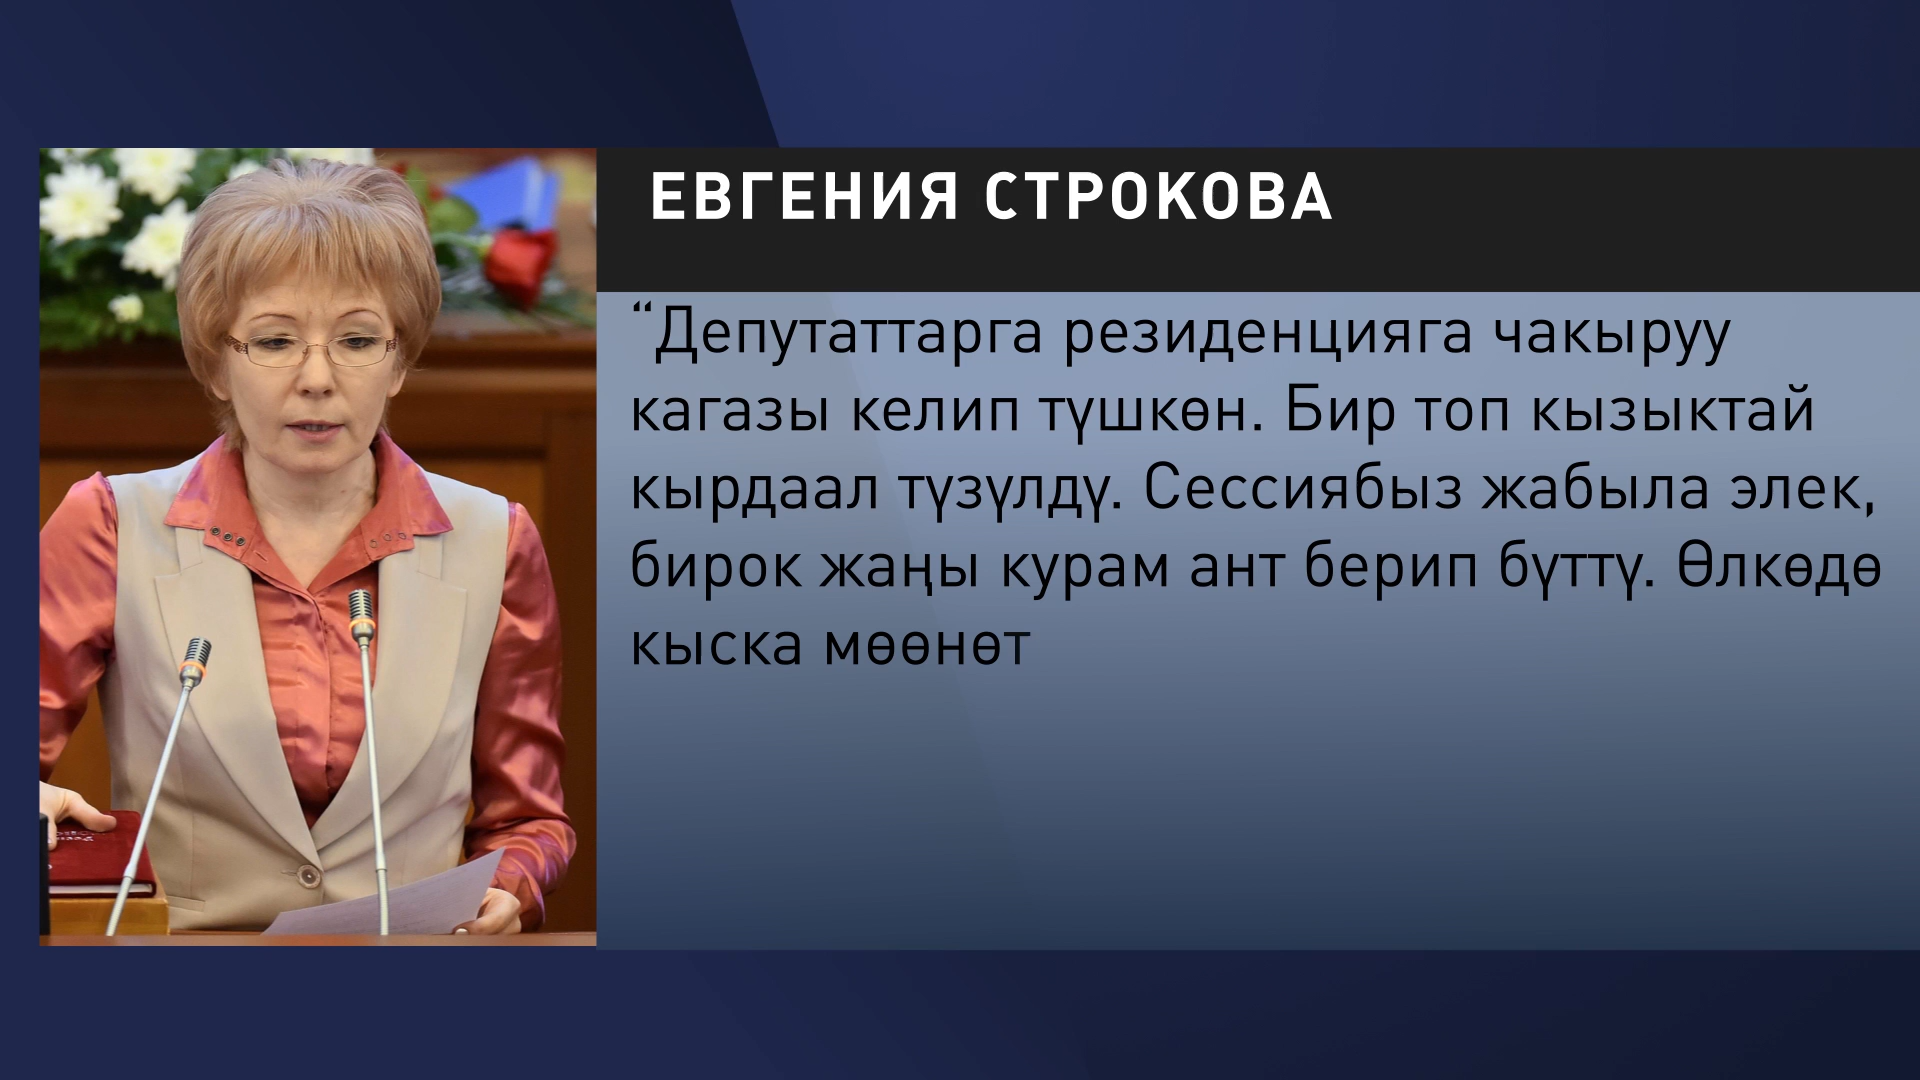 ЕВГЕНИЯ СТРОКОВА
“Депутаттарга резиденцияга чакыруу
кагазы келип түшкөн. Бир топ кызыктай
кырдаал түзүлдү. Сессиябыз жабыла элек,
бирок жаңы курам ант берип бүттү. Өлкөдө
кыска мөөнөт